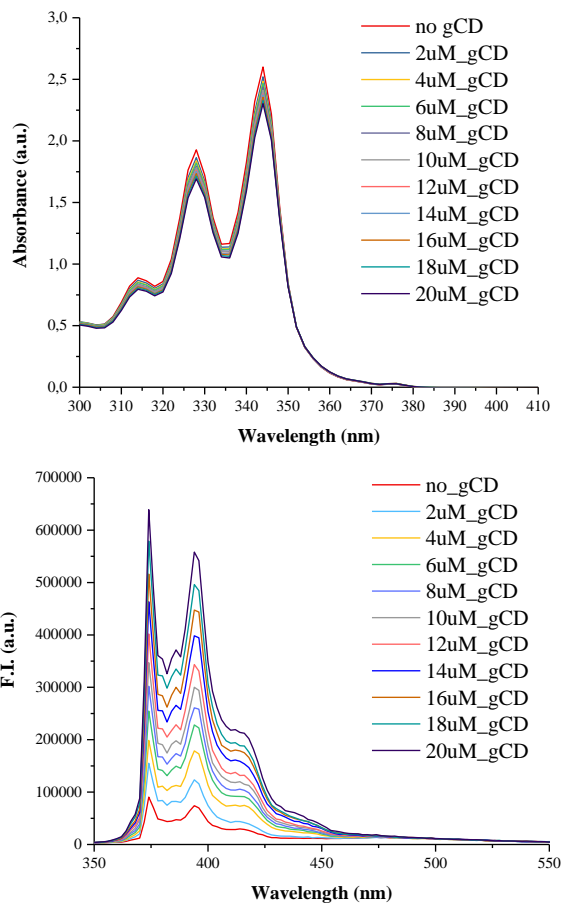 3,0
2,5
2,0
1,5
1,0
0,5
0,0
Absorbance (a.u.)
300 310 320 330 340 350 360 370 380 390 400 410
Wavelength (nm)
no gCD
2uM_gCD
4uM_gCD
6uM_gCD
8uM_gCD
10uM_gCD
12uM_gCD
14uM_gCD
16uM_gCD
18uM_gCD
20uM_gCD
700000
600000
500000
400000
300000
200000
100000
0
F.I. (a.u.)
350 400 450 500 550
Wavelength (nm)
no_gCD
2uM_gCD
4uM_gCD
6uM_gCD
8uM_gCD
10uM_gCD
12uM_gCD
14uM_gCD
16uM_gCD
18uM_gCD
20uM_gCD